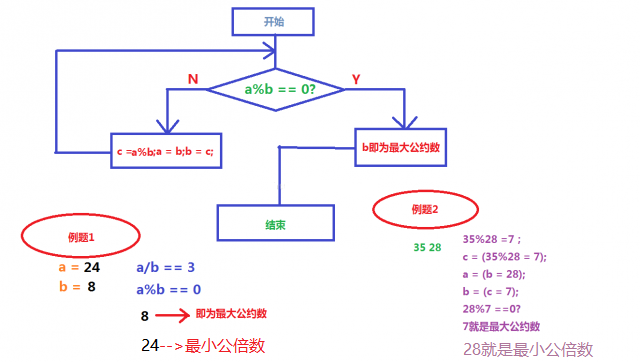 开始
N
Y
a%b == 0?
c =a%b;a = b;b = c;
b即为最大公约数
结束
例题1
a = 24
a/b == 3
b = 8
a%b == 0
8
即为最大公约数
24-->最小公倍数
例题2
35 28
35%28 =7 ;
c = (35%28 = 7);
a = (b = 28);
b = (c = 7);
28%7 ==0?
7就是最大公约数
28就是最小公倍数